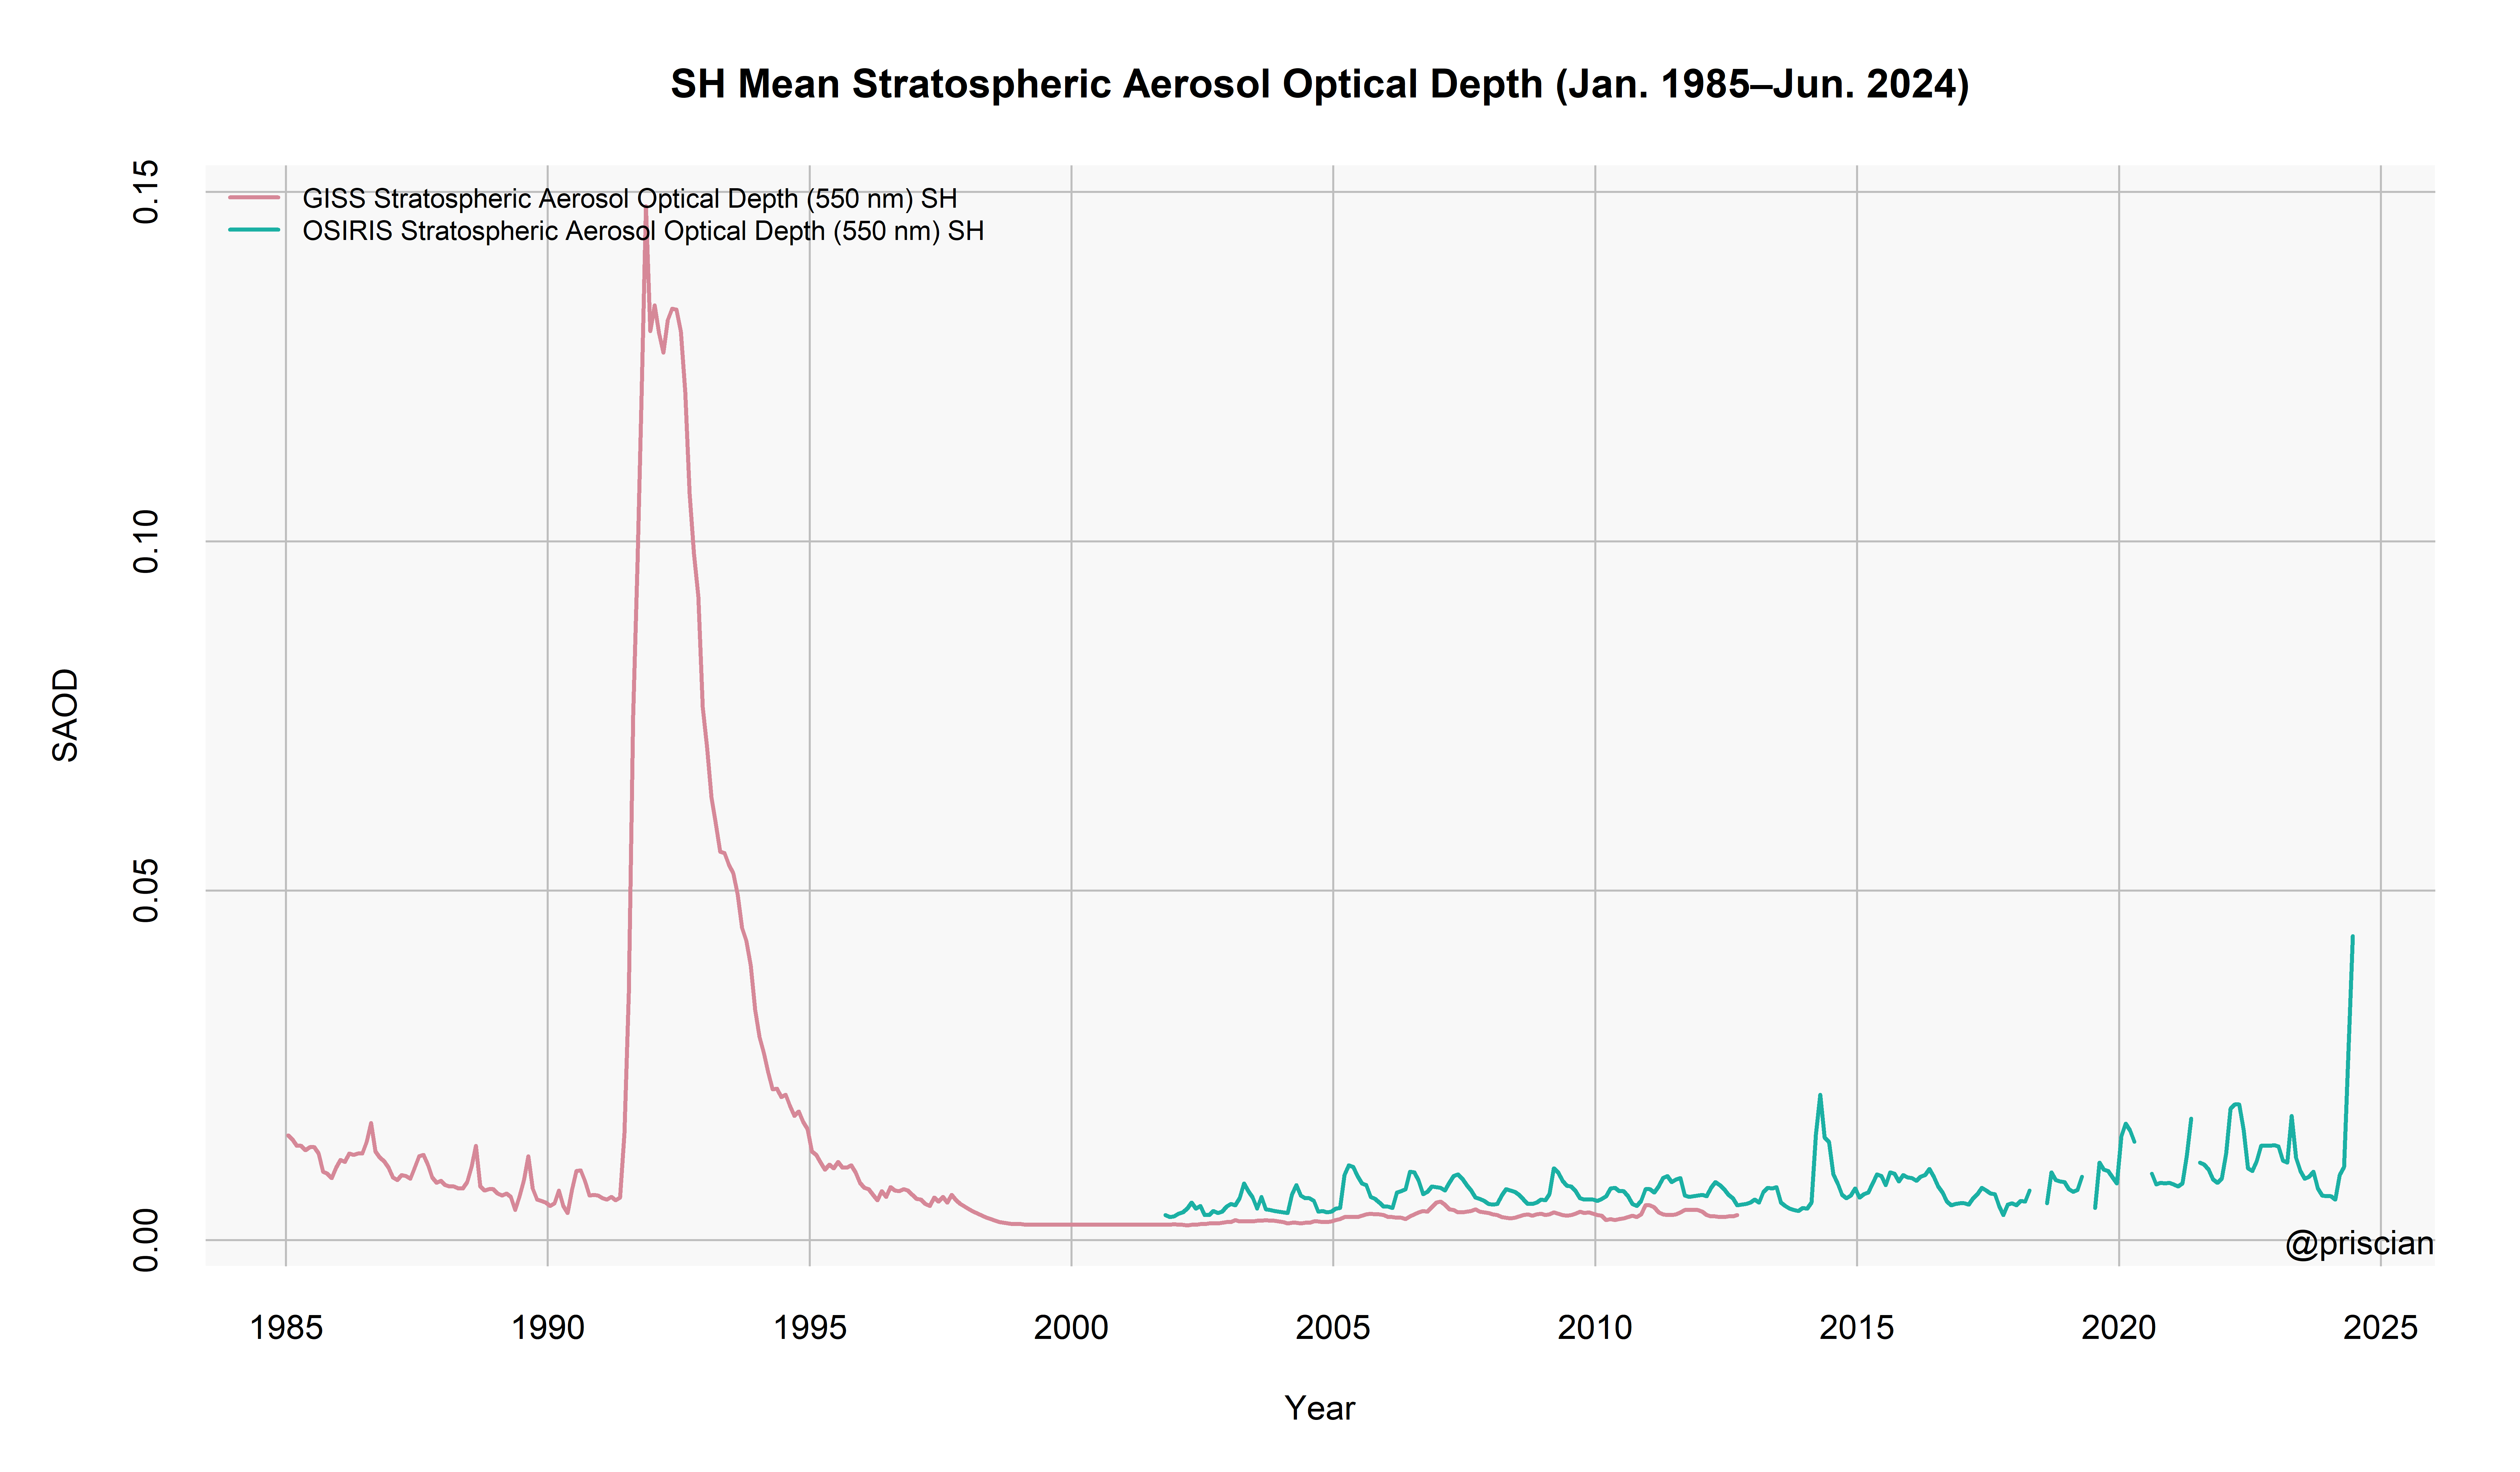 SH Mean Stratospheric Aerosol Optical Depth (Jan. 1985–Jun. 2024)
GISS Stratospheric Aerosol Optical Depth (550 nm) SH
OSIRIS Stratospheric Aerosol Optical Depth (550 nm) SH
0.15
0.10
0.05
0.00
SAOD
@priscian
1985 1990 1995 2000 2005 2010 2015 2020 2025
Year